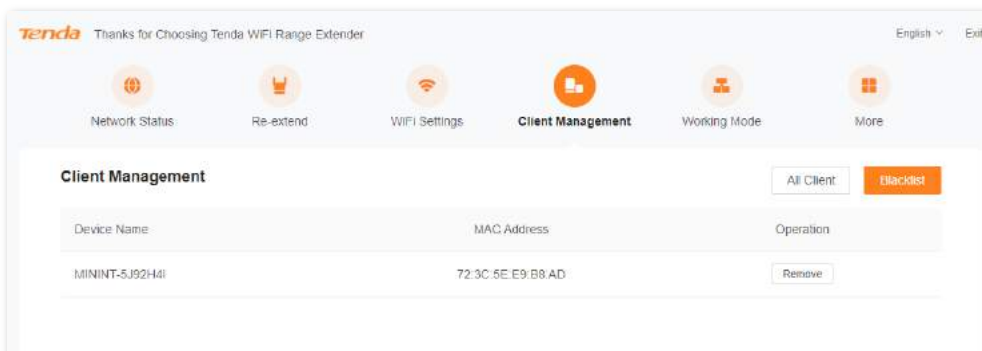 Tenda Thanks for Choosing Tenda WiFi Range Extender English Exit
Network Status Re-extend WiFi Settings Client Management Working Mode More
Client Management All Client Blacklist
Device Name MAC Address Operation
MININT-5J92H4I 72:3C:5E:E9:B8:AD Remove